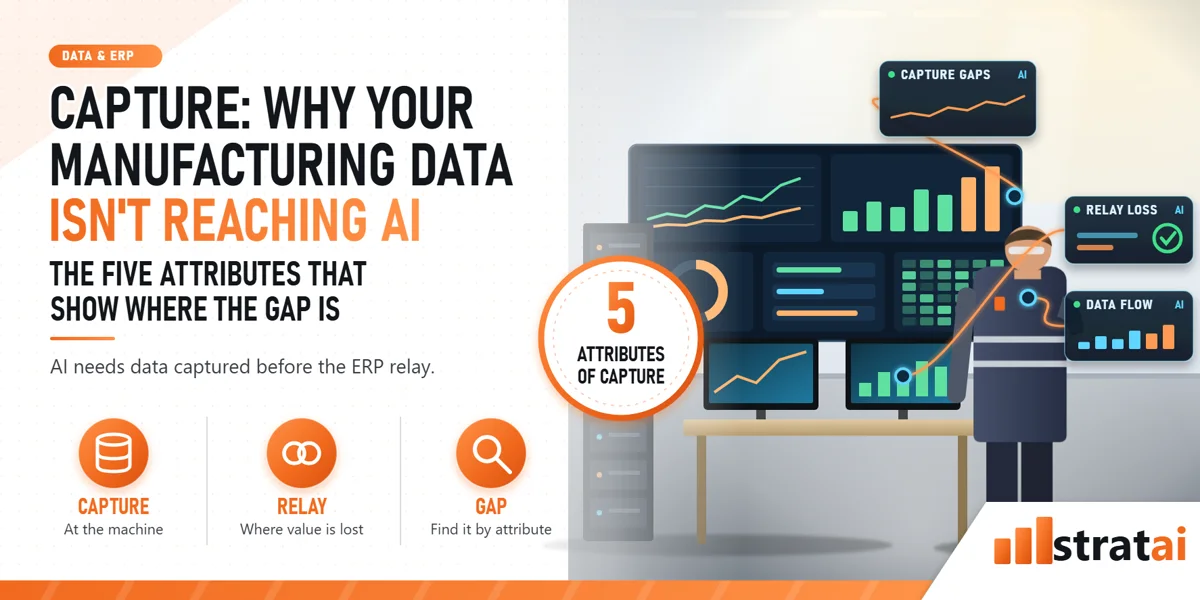 DATA & ERP
CAPTURE: WHY YOUR
MANUFACTURING DATA
ISN'T REACHING AI
THE FIVE ATTRIBUTES THAT
SHOW WHERE THE GAP IS
AI needs data captured before the ERP relay.
CAPTURE
At the machine
RELAY
Where value is lost
GAP
Find it by attribute
5
ATTRIBUTES
OF CAPTURE
CAPTURE GAPS AI
RELAY LOSS AI
DATA FLOW AI
stratai